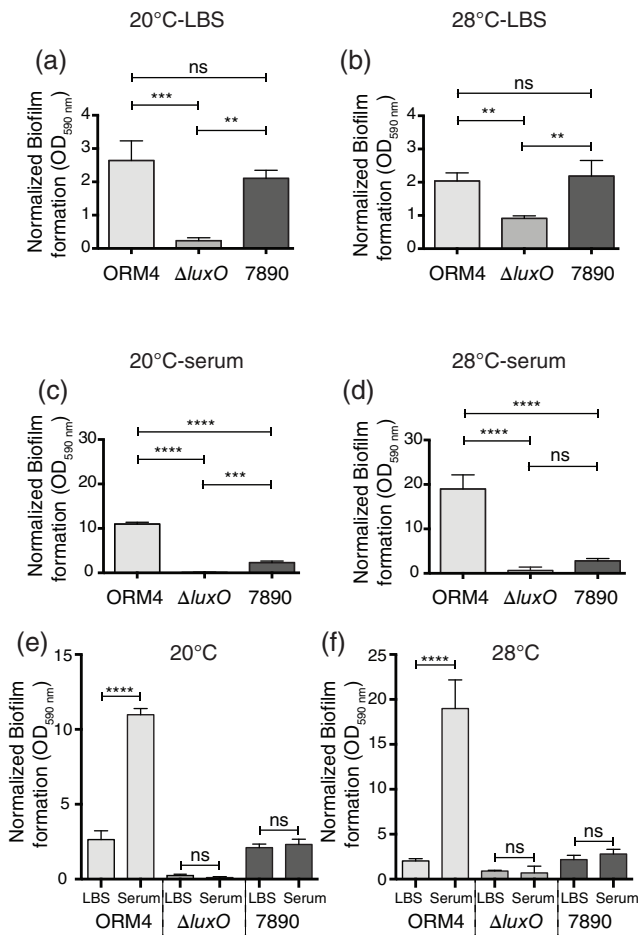 20°C-LBS
(a)
Normalized Biofilm
formation (OD590 nm)
4
3
2
1
0
ns
***
**
ORM4 ΔluxO 7890
28°C-LBS
(b)
Normalized Biofilm
formation (OD590 nm)
4
3
2
1
0
ns
**
**
ORM4 ΔluxO 7890
20°C-serum
(c)
Normalized Biofilm
formation (OD590 nm)
30
20
10
0
****
****
***
ORM4 ΔluxO 7890
28°C-serum
(d)
Normalized Biofilm
formation (OD590 nm)
30
20
10
0
****
****
ns
ORM4 ΔluxO 7890
(e)
20°C
Normalized Biofilm
formation (OD590 nm)
15
10
5
0
****
ns
ns
LBS Serum LBS Serum LBS Serum
ORM4 ΔluxO 7890
(f)
28°C
Normalized Biofilm
formation (OD590 nm)
25
20
15
10
5
0
****
ns
ns
LBS Serum LBS Serum LBS Serum
ORM4 ΔluxO 7890